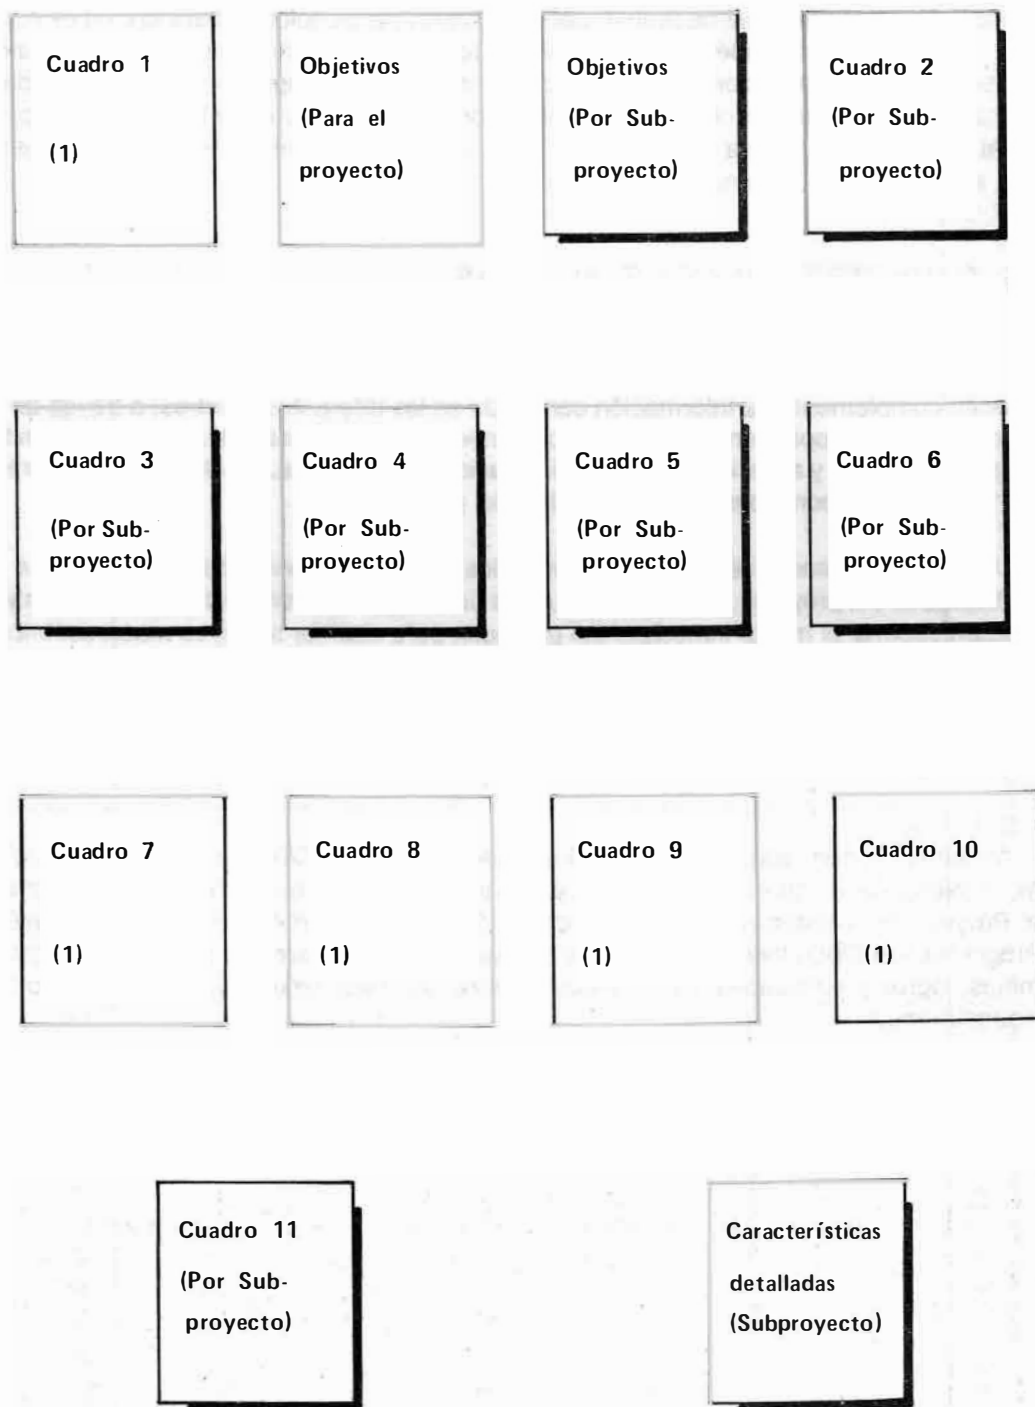 Cuadro 1
(1)
Objetivos
(Para el
proyecto)
Objetivos
(Por Sub-
proyecto)
Cuadro 2
(Por Sub-
proyecto)
Cuadro 3
(Por Sub-
proyecto)
Cuadro 4
(Por Sub-
proyecto)
Cuadro 5
(Por Sub-
proyecto)
Cuadro 6
(Por Sub-
proyecto)
Cuadro 7
(1)
Cuadro 8
(1)
Cuadro 9
(1)
Cuadro 10
(1)
Cuadro 11
(Por Sub-
proyecto)
Características
detalladas
(Subproyecto)